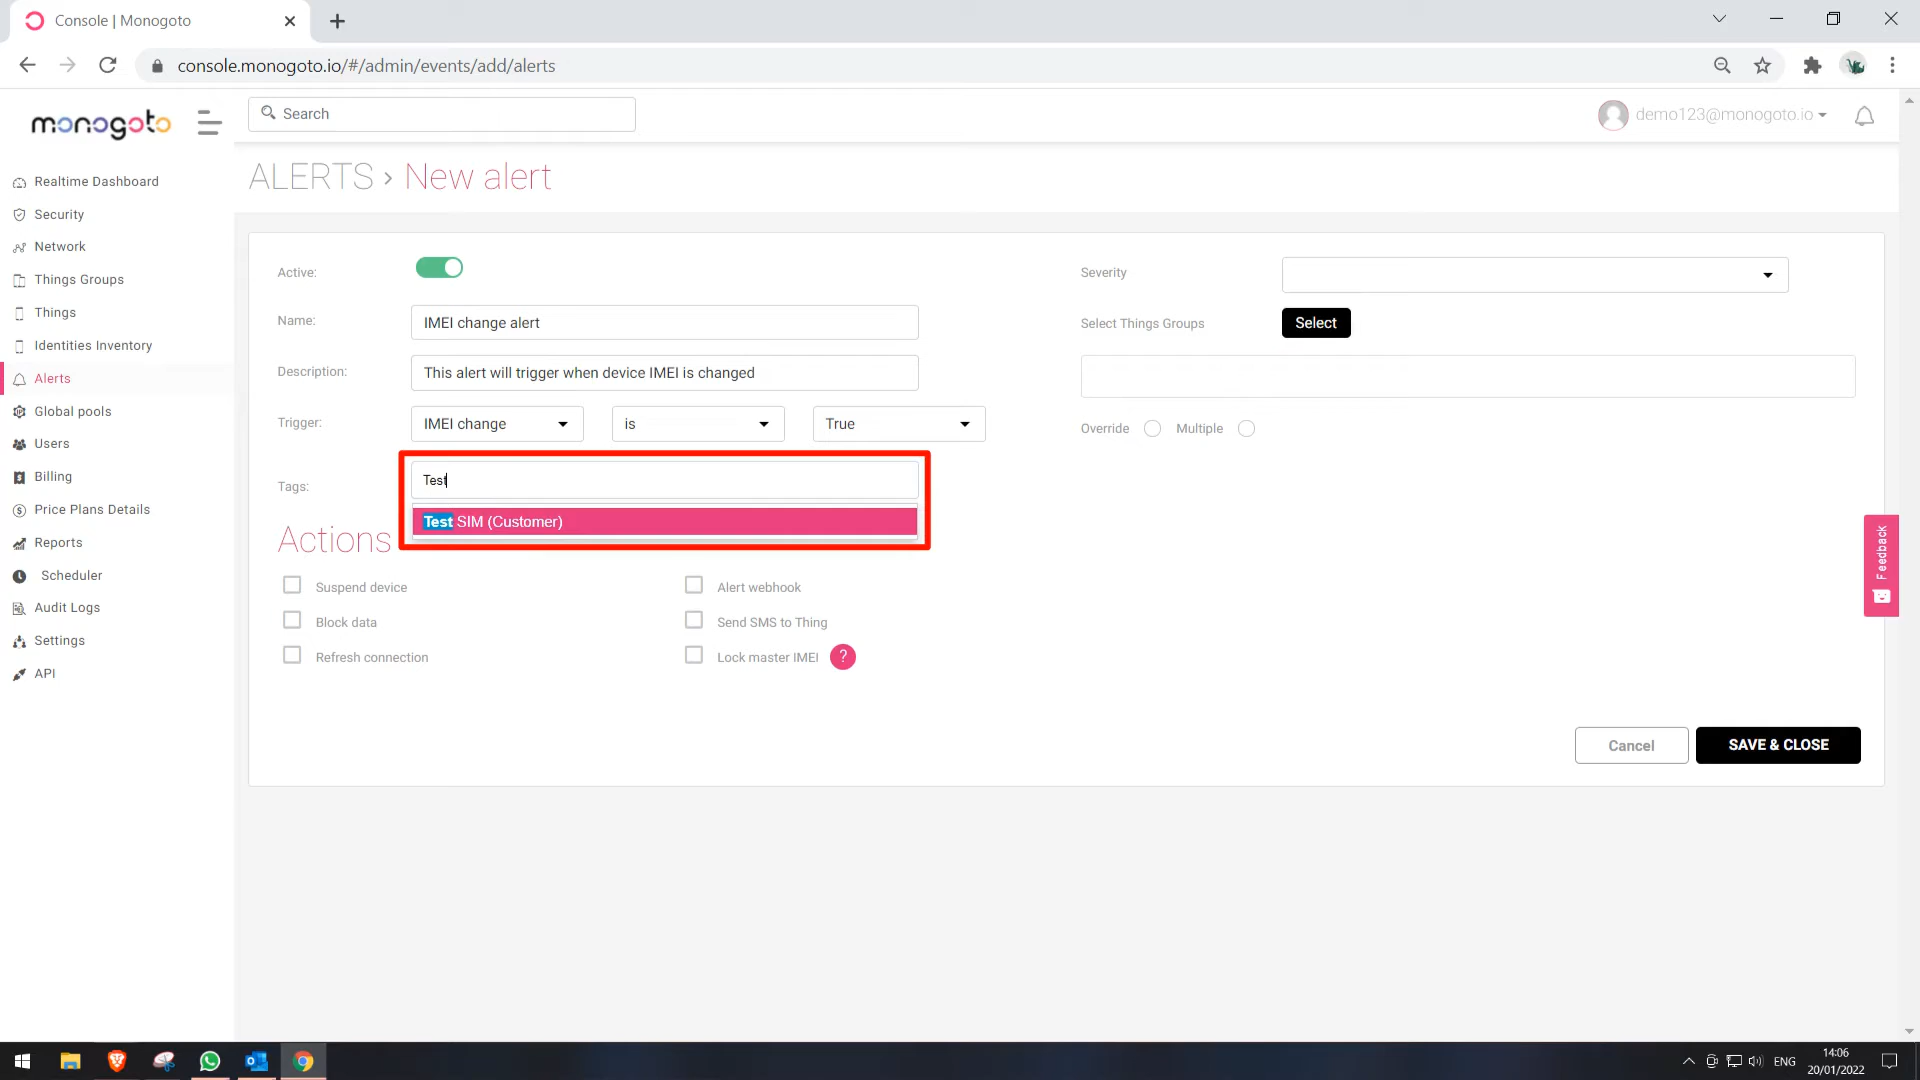 Console | Monogoto
console.monogoto.io/#/admin/events/add/alerts
monogoto
Search
demo123@monogoto.io
Realtime Dashboard
Security
Network
Things Groups
Things
Identities Inventory
Alerts
Global pools
Users
Billing
Price Plans Details
Reports
Scheduler
Audit Logs
Settings
API
ALERTS › New alert
Active:
Name:
IMEI change alert
Description:
This alert will trigger when device IMEI is changed
Trigger:
IMEI change
is
True
Tags:
Test
Test SIM (Customer)
Severity
Select Things Groups
Select
Override
Multiple
Actions
Suspend device
Alert webhook
Block data
Send SMS to Thing
Refresh connection
Lock master IMEI
?
Cancel
SAVE & CLOSE
Feedback
ENG
14:06
20/01/2022